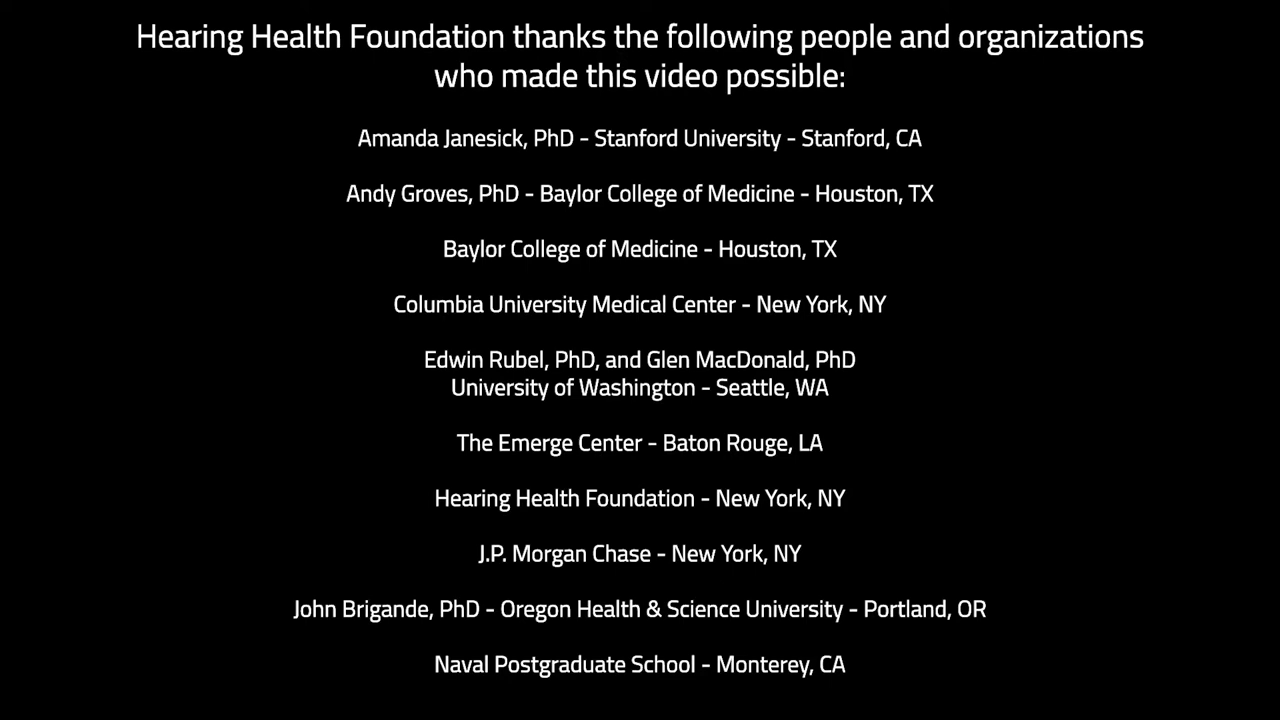 Hearing Health Foundation thanks the following people and organizations
who made this video possible:
Amanda Janesick, PhD - Stanford University - Stanford, CA
Andy Groves, PhD - Baylor College of Medicine - Houston, TX
Baylor College of Medicine - Houston, TX
Columbia University Medical Center - New York, NY
Edwin Rubel, PhD, and Glen MacDonald, PhD
University of Washington - Seattle, WA
The Emerge Center - Baton Rouge, LA
Hearing Health Foundation - New York, NY
J.P. Morgan Chase - New York, NY
John Brigande, PhD - Oregon Health & Science University - Portland, OR
Naval Postgraduate School - Monterey, CA